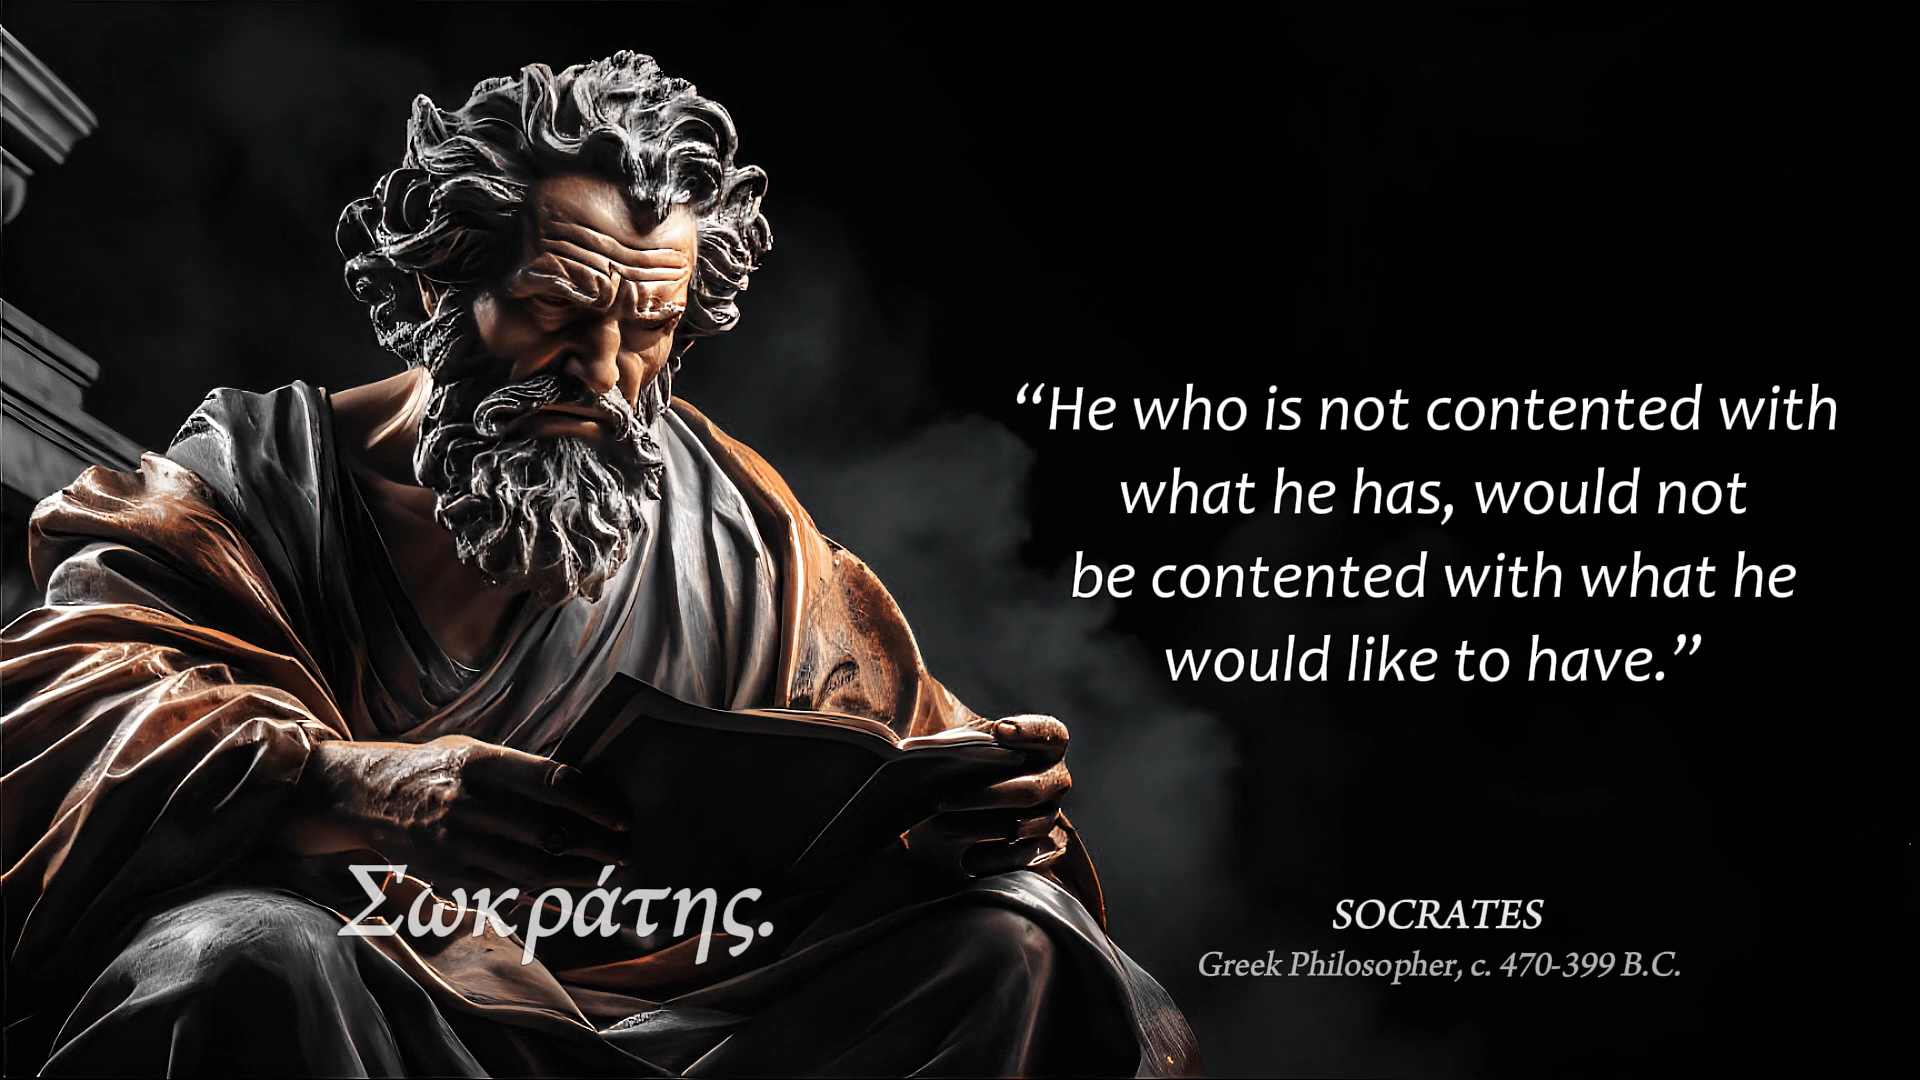 “He who is not contented with
what he has, would not
be contented with what he
would like to have.”
Σωκράτης.
SOCRATES
Greek Philosopher, c. 470-399 B.C.